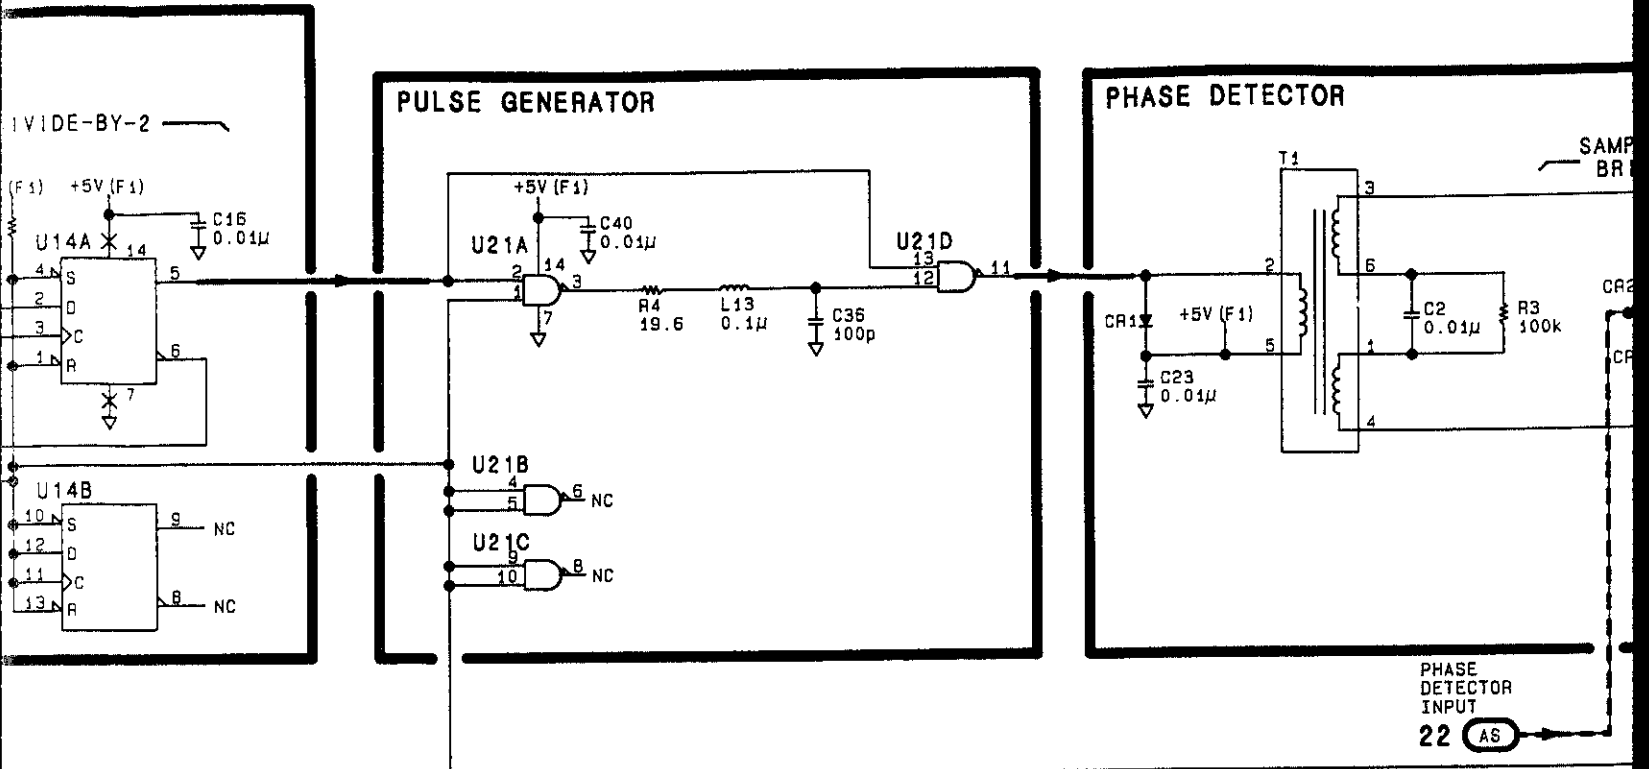 PULSE GENERATOR
PHASE DETECTOR
IVIDE-BY-2
(F1) +5V (F1)
C16
0.01μ
U14A
14
4 S
5
2 D
3 C
6
1 R
7
U14B
10 S
9 NC
12 D
11 C
8 NC
13 R
+5V (F1)
C40
0.01μ
U21A
2
14
1
3
7
R4
19.6
L13
0.1μ
C36
100p
U21D
13
12
11
U21B
4
5
6 NC
U21C
9
10
8 NC
T1
SAMP
BRI
3
2
6
CR1
+5V (F1)
C2
0.01μ
R3
100k
CR2
5
1
C23
0.01μ
4
PHASE
DETECTOR
INPUT
22 AS